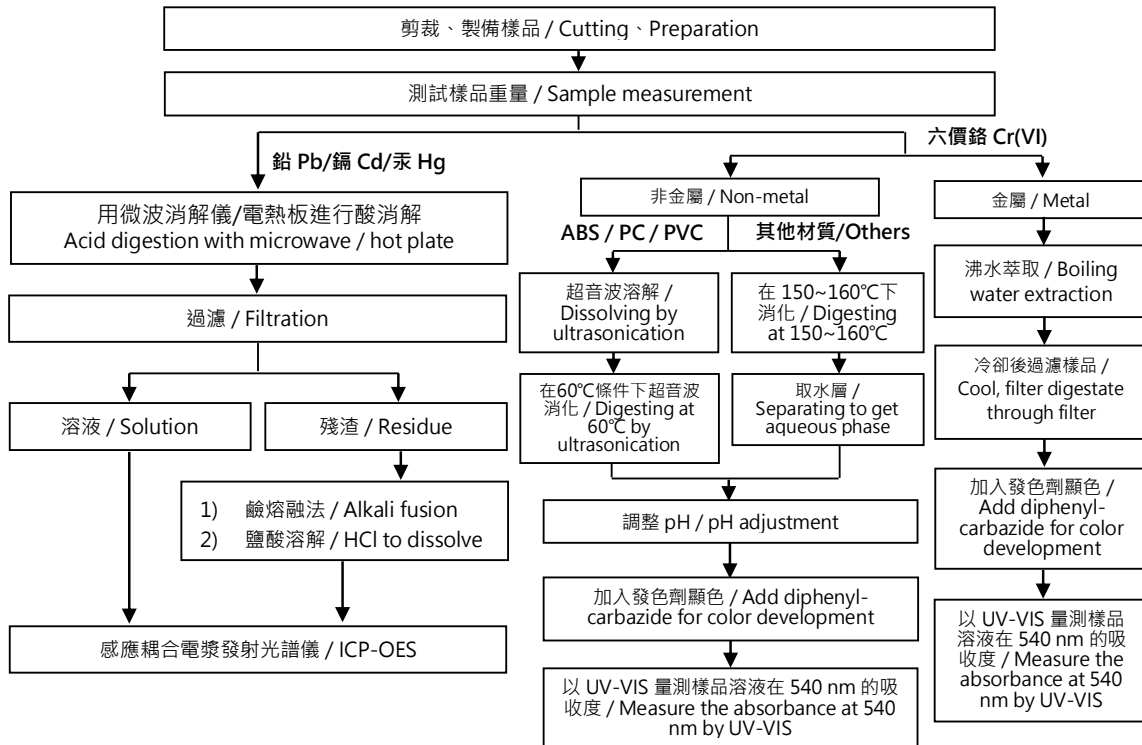 剪裁、製備樣品 / Cutting、Preparation
測試樣品重量 / Sample measurement
鉛 Pb/鎘 Cd/汞 Hg
六價鉻 Cr(VI)
用微波消解儀/電熱板進行酸消解
Acid digestion with microwave / hot plate
過濾 / Filtration
溶液 / Solution
殘渣 / Residue
1) 鹼熔融法 / Alkali fusion
2) 鹽酸溶解 / HCl to dissolve
感應耦合電漿發射光譜儀 / ICP-OES
非金屬 / Non-metal
ABS / PC / PVC
其他材質/Others
超音波溶解 /
Dissolving by
ultrasonication
在60℃條件下超音波
消化 / Digesting at
60℃ by
ultrasonication
在 150~160℃下
消化 / Digesting
at 150~160℃
取水層 /
Separating to get
aqueous phase
調整 pH / pH adjustment
加入發色劑顯色 / Add diphenyl-
carbazide for color development
以 UV-VIS 量測樣品溶液在 540 nm 的吸
收度 / Measure the absorbance at 540
nm by UV-VIS
金屬 / Metal
沸水萃取 / Boiling
water extraction
冷卻後過濾樣品 /
Cool, filter digestate
through filter
加入發色劑顯色 /
Add diphenyl-
carbazide for color
development
以 UV-VIS 量測樣品
溶液在 540 nm 的吸
收度 / Measure the
absorbance at 540
nm by UV-VIS